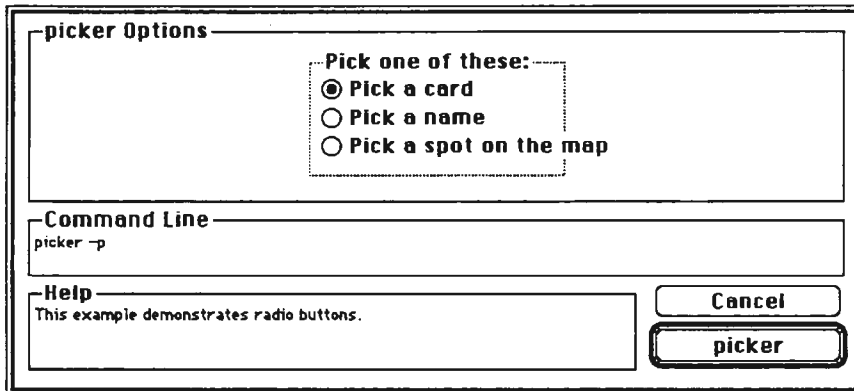 picker Options
Pick one of these:
Pick a card
Pick a name
Pick a spot on the map
Command Line
picker -p
Help
This example demonstrates radio buttons.
Cancel
picker